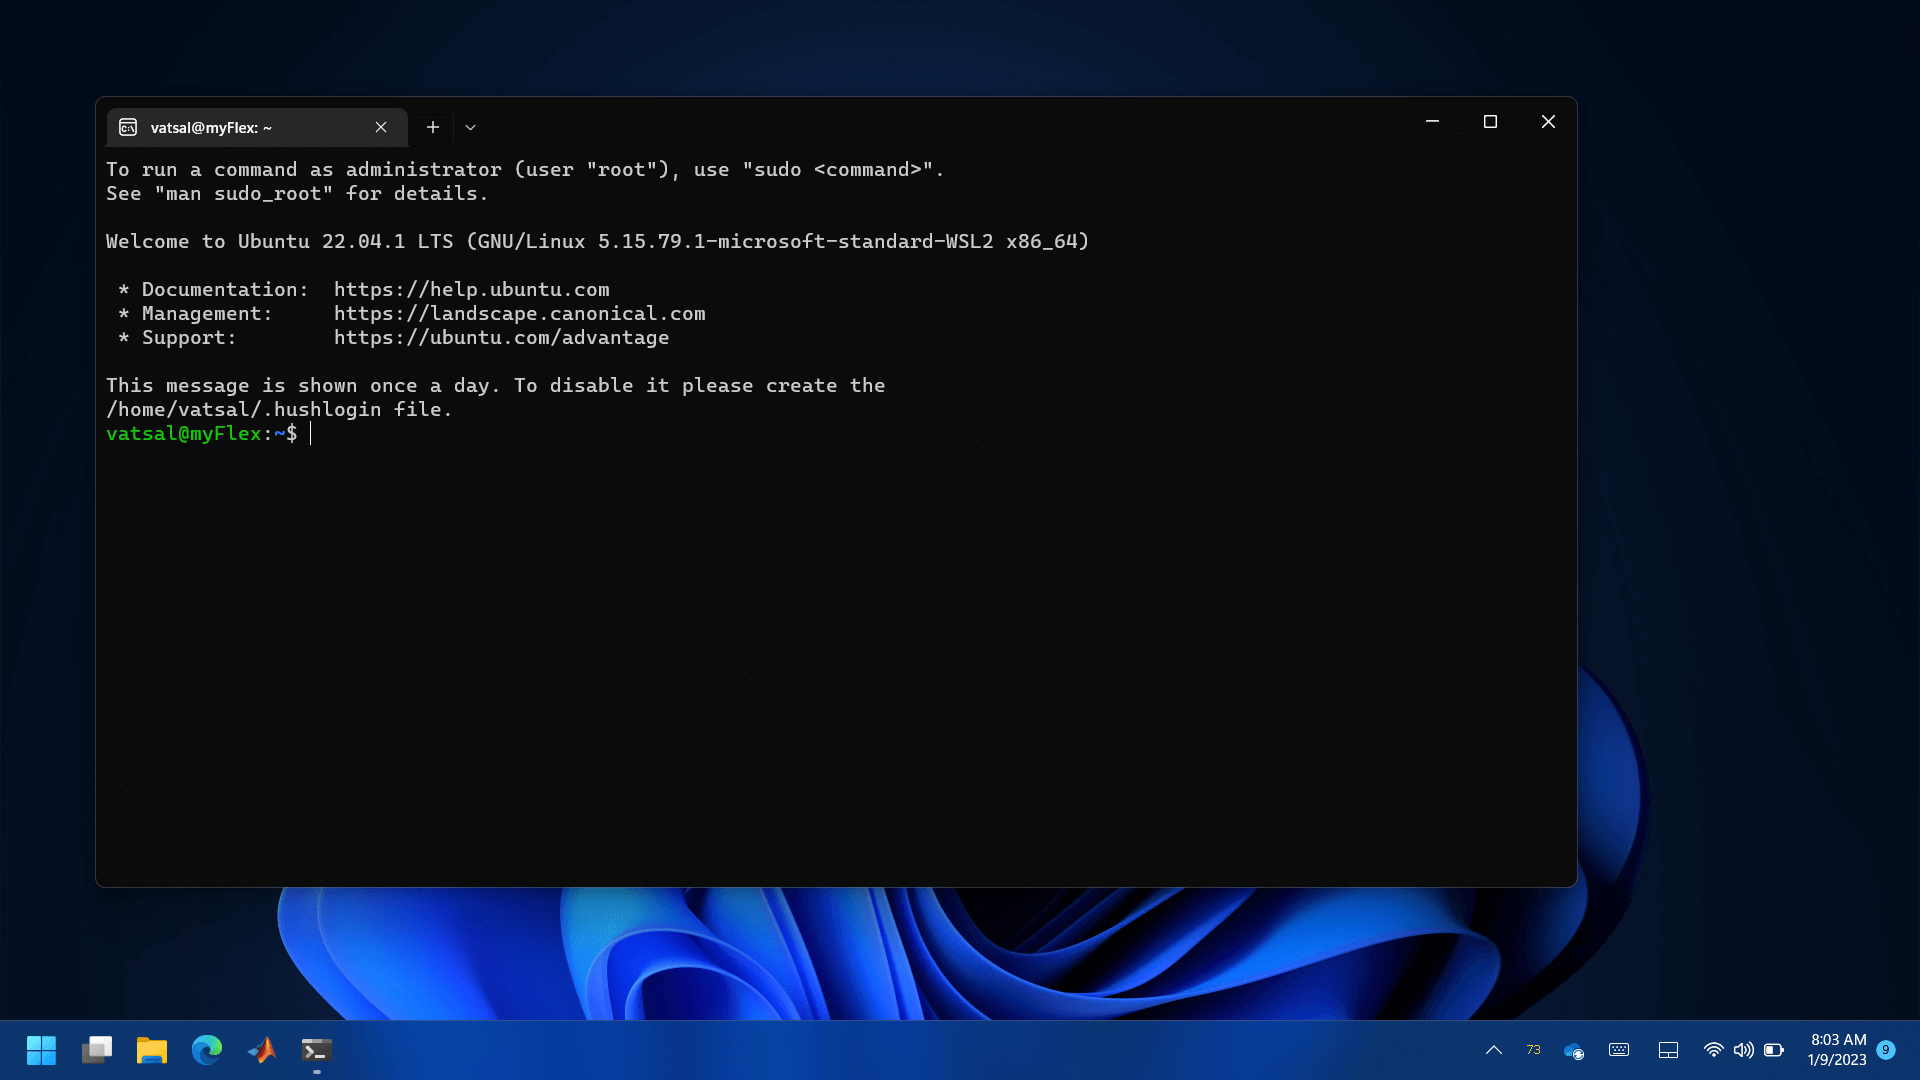 vatsal@myFlex: ~
To run a command as administrator (user "root"), use "sudo <command>".
See "man sudo_root" for details.
Welcome to Ubuntu 22.04.1 LTS (GNU/Linux 5.15.79.1-microsoft-standard-WSL2 x86_64)
* Documentation:  https://help.ubuntu.com
* Management:     https://landscape.canonical.com
* Support:        https://ubuntu.com/advantage
This message is shown once a day. To disable it please create the
/home/vatsal/.hushlogin file.
vatsal@myFlex:~$
73
8:03 AM
1/9/2023
9